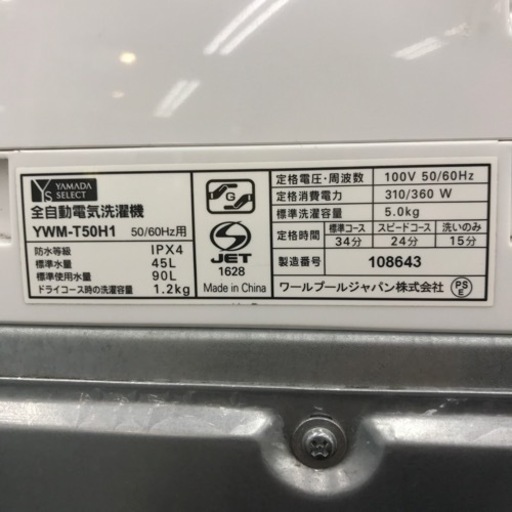 YS YAMADA SELECT
全自動電気洗濯機
YWM-T50H1 50/60Hz用
防水等級 IPX4
標準水量 45L
標準使用水量 90L
ドライコース時の洗濯容量 1.2kg
G
S
JET
1628
Made in China
定格電圧・周波数 100V 50/60Hz
定格消費電力 310/360 W
標準洗濯容量 5.0kg
定格時間 標準コース 34分 スピードコース 24分 洗いのみ 15分
製造番号 108643
ワールプールジャパン株式会社 PSE